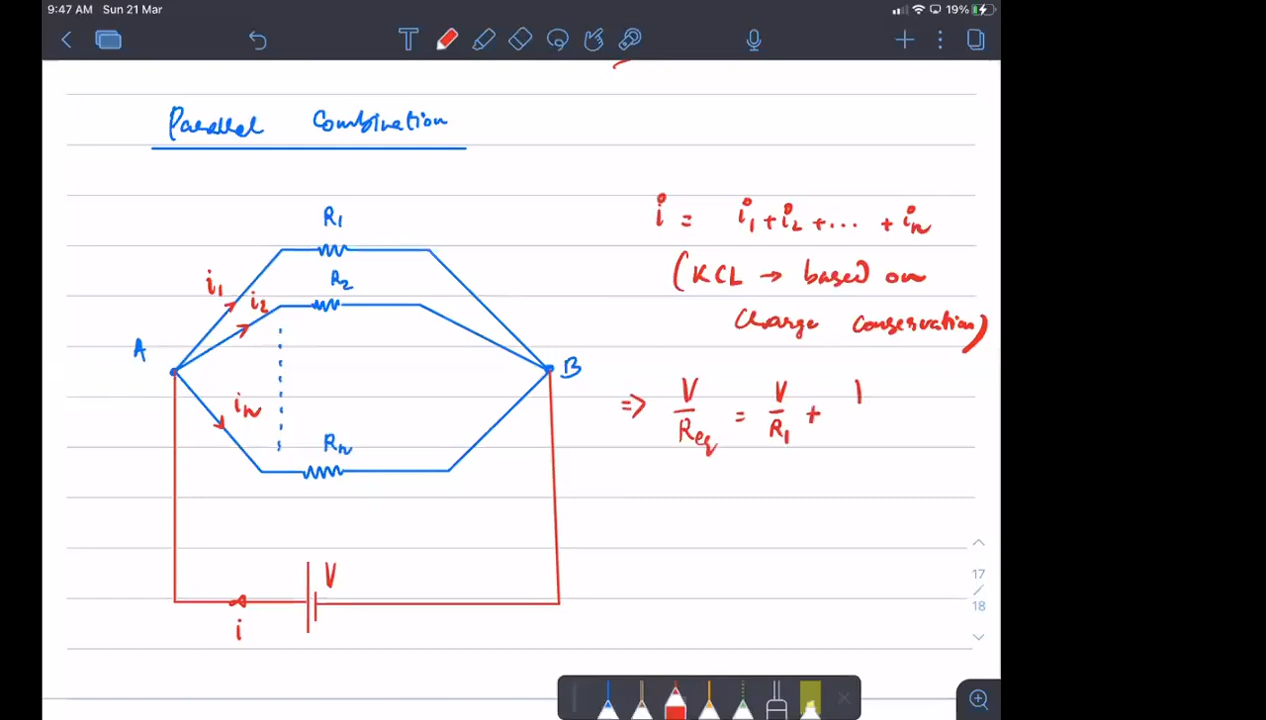 9:47 AM Sun 21 Mar
19%
T
Parallel Combination
R1
i = i1 + i2 + ... + in
R2
i1
i2
(KCL → based on
Charge conservation)
A
B
in
⇒ V/Req = V/R1 +
Rn
V
i
17
/
18